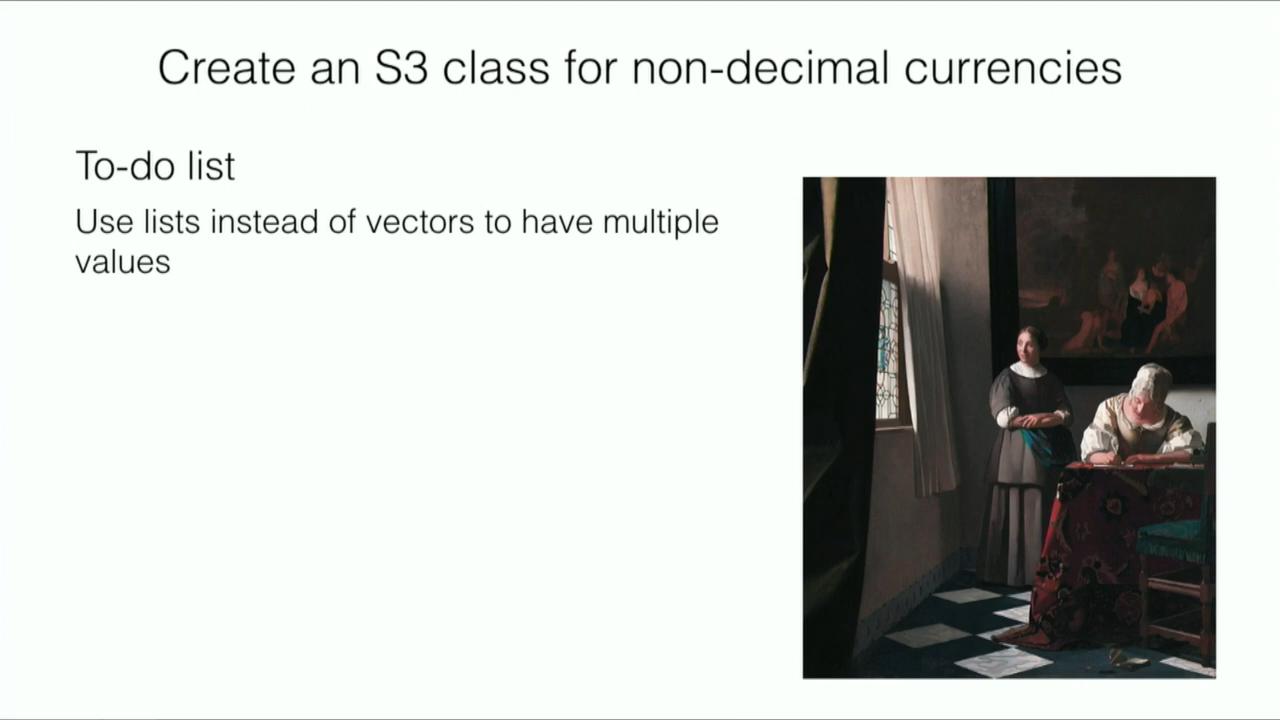 Create an S3 class for non-decimal currencies
To-do list
Use lists instead of vectors to have multiple
values